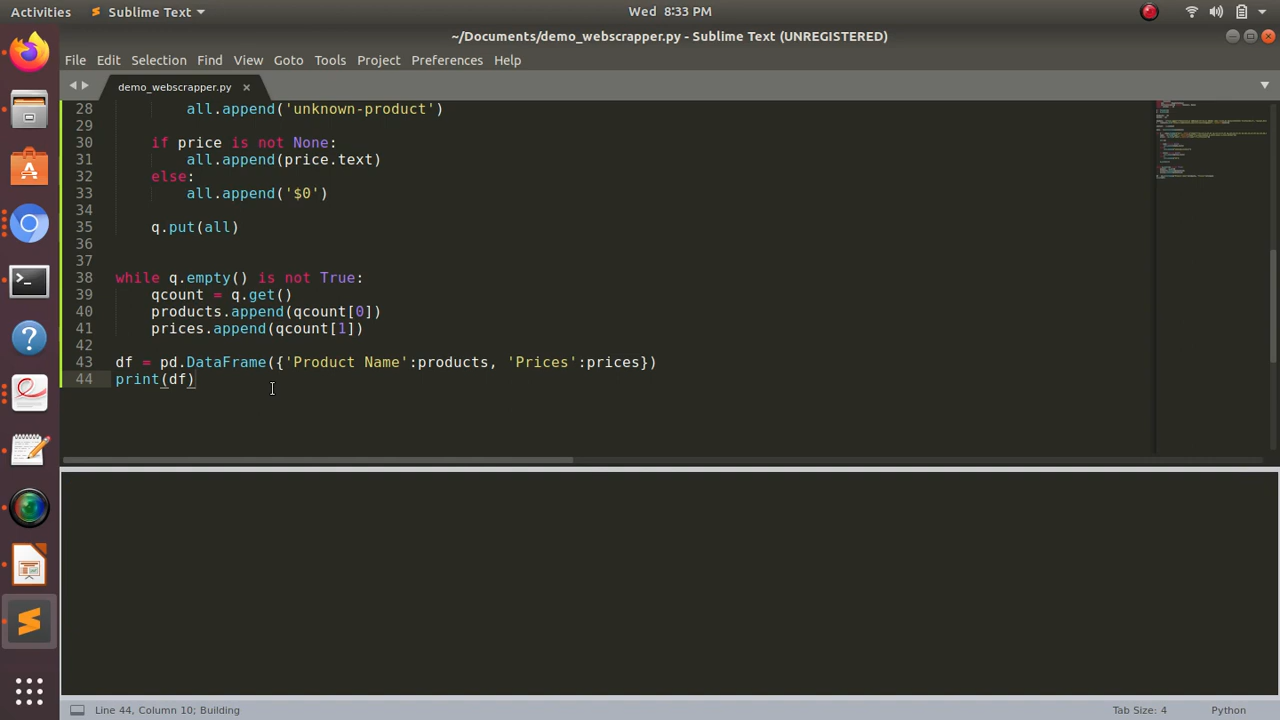 Activities Sublime Text Wed 8:33 PM
~/Documents/demo_webscrapper.py - Sublime Text (UNREGISTERED)
File Edit Selection Find View Goto Tools Project Preferences Help
demo_webscrapper.py ×
28 all.append('unknown-product')
29
30 if price is not None:
31 all.append(price.text)
32 else:
33 all.append('$0')
34
35 q.put(all)
36
37
38 while q.empty() is not True:
39 qcount = q.get()
40 products.append(qcount[0])
41 prices.append(qcount[1])
42
43 df = pd.DataFrame({'Product Name':products, 'Prices':prices})
44 print(df)
Line 44, Column 10; Building Tab Size: 4 Python